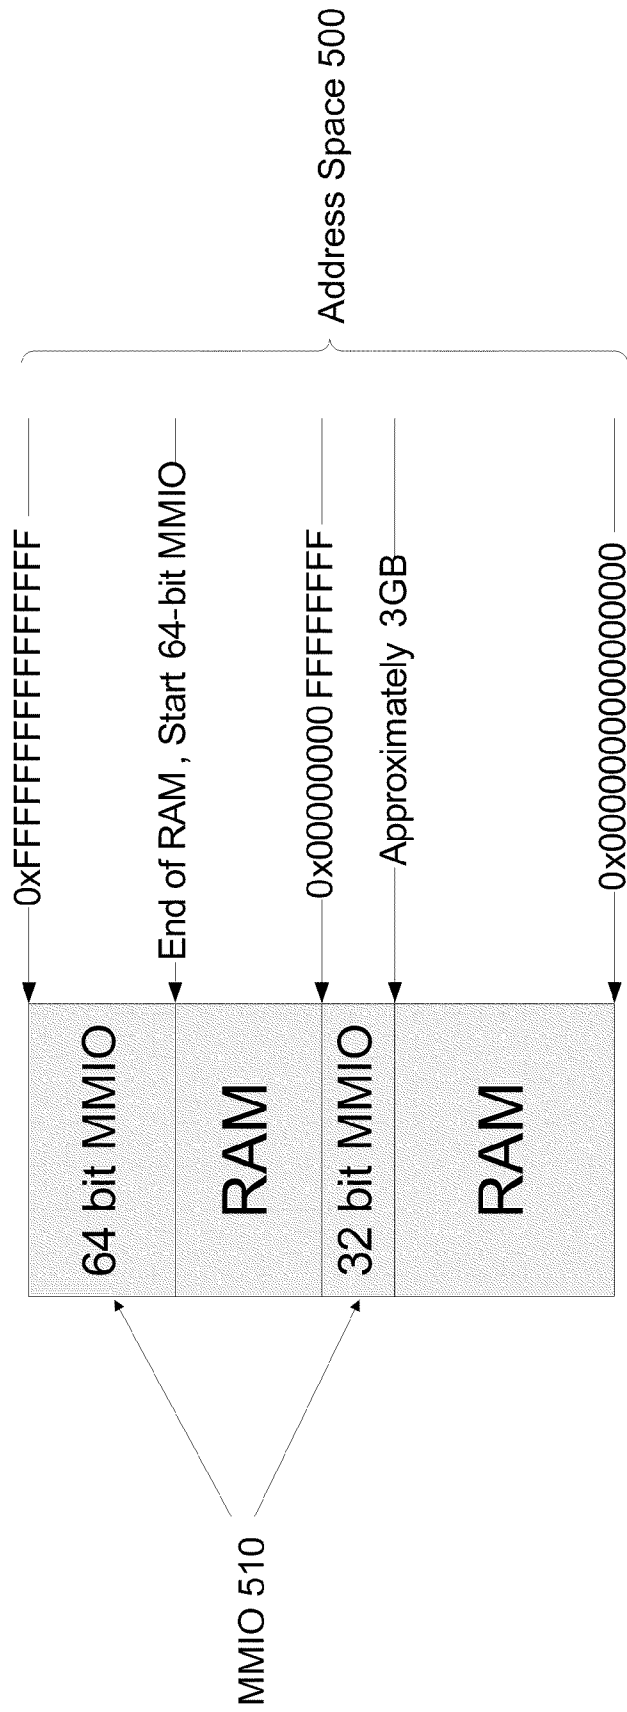 0xFFFFFFFFFFFFFFFF
64 bit MMIO
End of RAM , Start 64-bit MMIO
RAM
MMIO 510
0x00000000 FFFFFFFF
Address Space 500
32 bit MMIO
Approximately 3GB
RAM
0x0000000000000000